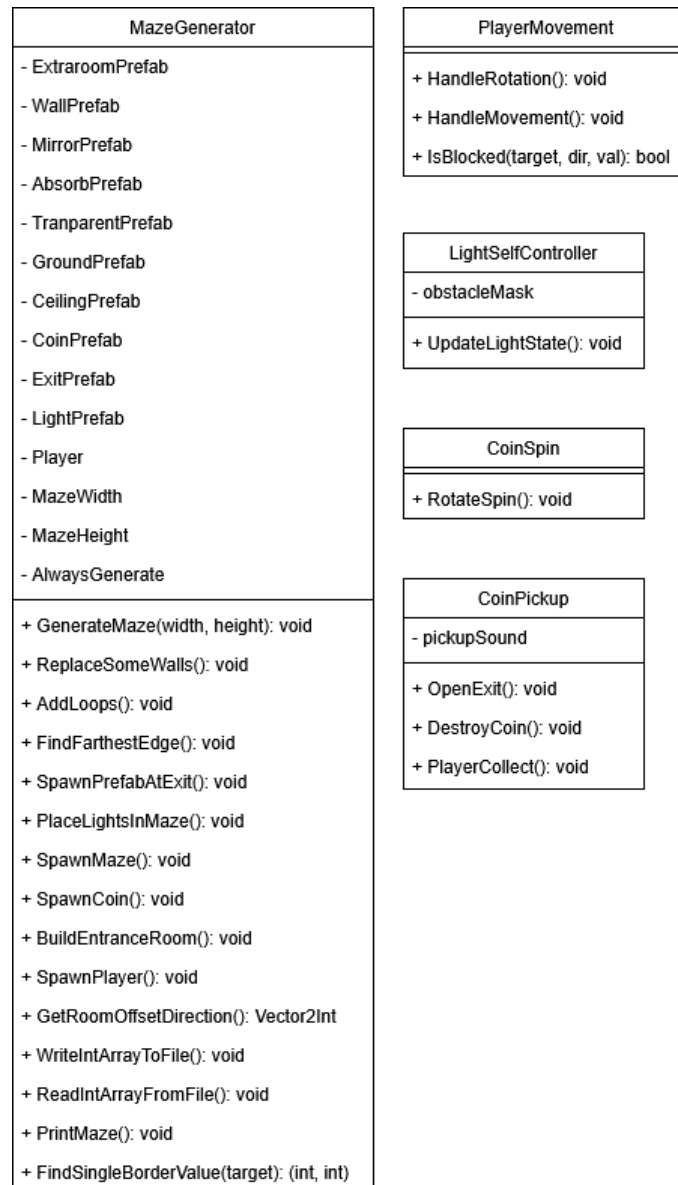 MazeGenerator
- ExtraroomPrefab
- WallPrefab
- MirrorPrefab
- AbsorbPrefab
- TranparentPrefab
- GroundPrefab
- CeilingPrefab
- CoinPrefab
- ExitPrefab
- LightPrefab
- Player
- MazeWidth
- MazeHeight
- AlwaysGenerate
+ GenerateMaze(width, height): void
+ ReplaceSomeWalls(): void
+ AddLoops(): void
+ FindFarthestEdge(): void
+ SpawnPrefabAtExit(): void
+ PlaceLightsInMaze(): void
+ SpawnMaze(): void
+ SpawnCoin(): void
+ BuildEntranceRoom(): void
+ SpawnPlayer(): void
+ GetRoomOffsetDirection(): Vector2Int
+ WriteIntArrayToFile(): void
+ ReadIntArrayFromFile(): void
+ PrintMaze(): void
+ FindSingleBorderValue(target): (int, int)
PlayerMovement
+ HandleRotation(): void
+ HandleMovement(): void
+ IsBlocked(target, dir, val): bool
LightSelfController
- obstacleMask
+ UpdateLightState(): void
CoinSpin
+ RotateSpin(): void
CoinPickup
- pickupSound
+ OpenExit(): void
+ DestroyCoin(): void
+ PlayerCollect(): void